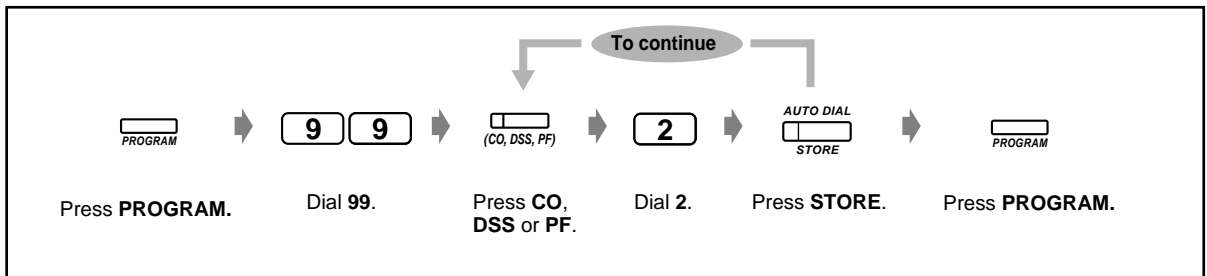 To continue
AUTO DIAL
PROGRAM
9 9
(CO, DSS, PF)
2
STORE
PROGRAM
Press PROGRAM.
Dial 99.
Press CO,
DSS or PF.
Dial 2.
Press STORE.
Press PROGRAM.